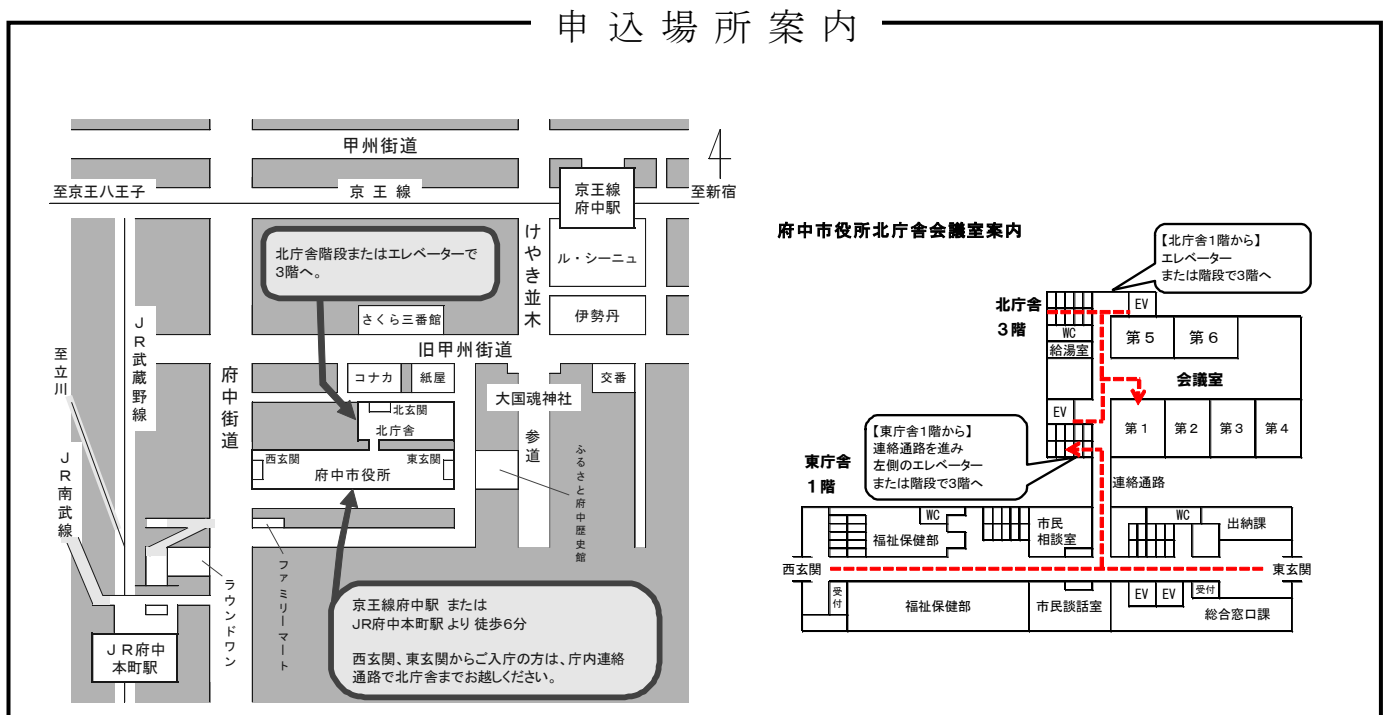 申込場所案内
甲州街道
至京王八王子
京王線
京王線
府中駅
至新宿
北庁舎階段またはエレベーターで
3階へ。
けやき並木
ル・シーニュ
さくら三番館
伊勢丹
旧甲州街道
JR武蔵野線
至立川
JR南武線
府中街道
コナカ
紙屋
大国魂神社
交番
北玄関
北庁舎
参道
西玄関
東玄関
府中市役所
ふるさと府中歴史館
ラウンドワン
ファミリーマート
京王線府中駅 または
JR府中本町駅 より 徒歩6分
西玄関、東玄関からご入庁の方は、庁内連絡
通路で北庁舎までお越しください。
JR府中
本町駅
府中市役所北庁舎会議室案内
【北庁舎1階から】
エレベーター
または階段で3階へ
北庁舎
3階
EV
WC
給湯室
第5
第6
会議室
EV
第1
第2
第3
第4
【東庁舎1階から】
連絡通路を進み
左側のエレベーター
または階段で3階へ
東庁舎
1階
連絡通路
WC
福祉保健部
市民
相談室
WC
出納課
西玄関
東玄関
受付
福祉保健部
市民談話室
EV
EV
受付
総合窓口課